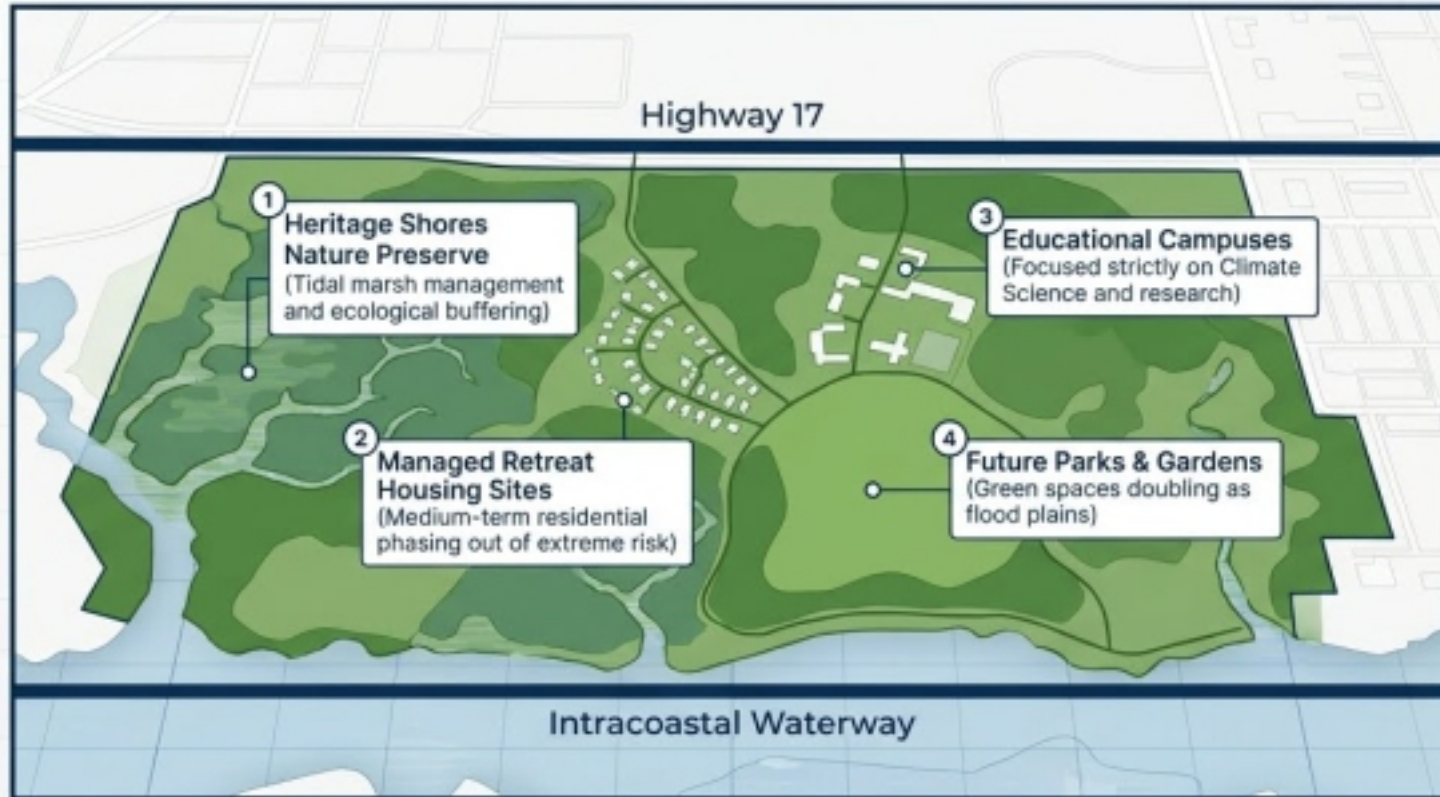 Highway 17
1
Heritage Shores
Nature Preserve
(Tidal marsh management
and ecological buffering)
2
Managed Retreat
Housing Sites
(Medium-term residential
phasing out of extreme risk)
3
Educational Campuses
(Focused strictly on Climate
Science and research)
4
Future Parks & Gardens
(Green spaces doubling as
flood plains)
Intracoastal Waterway